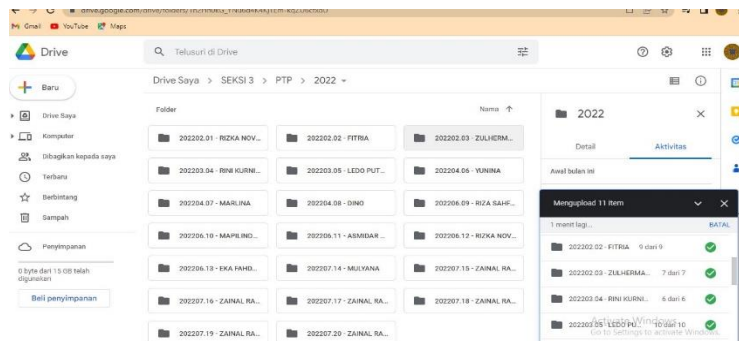 Gmail YouTube Maps
Drive
Telusuri di Drive
Baru
Drive Saya > SEKSI 3 > PTP > 2022
Folder
Nama
Drive Saya
Komputer
Dibagikan kepada saya
Terbaru
Berbintang
Sampah
Penyimpanan
0 byte dari 15 GB telah
digunakan
Beli penyimpanan
202202.01 - RIZKA NOV...
202202.02 - FITRIA
202202.03 - ZULHERM...
202203.04 - RINI KURNI...
202203.05 - LEDO PUT...
202204.06 - YUNINA
202204.07 - MARLINA
202204.08 - DINO
202206.09 - RIZA SAHF...
202206.10 - MAPILIND...
202206.11 - ASMIDAR ...
202206.12 - RIZKA NOV...
202206.13 - EKA FAHD...
202207.14 - MULYANA
202207.15 - ZAINAL RA...
202207.16 - ZAINAL RA...
202207.17 - ZAINAL RA...
202207.18 - ZAINAL RA...
202207.19 - ZAINAL RA...
202207.20 - ZAINAL RA...
2022
Detail
Aktivitas
Awal bulan ini
Mengupload 11 item
1 menit lagi...
BATAL
202202.02 - FITRIA 9 dari 9
202202.03 - ZULHERMA... 7 dari 7
202203.04 - RINI KURNI... 6 dari 6
202203.05 - LEDO PU... 10 dari 10
Activate Windows
Go to Settings to activate Windows.